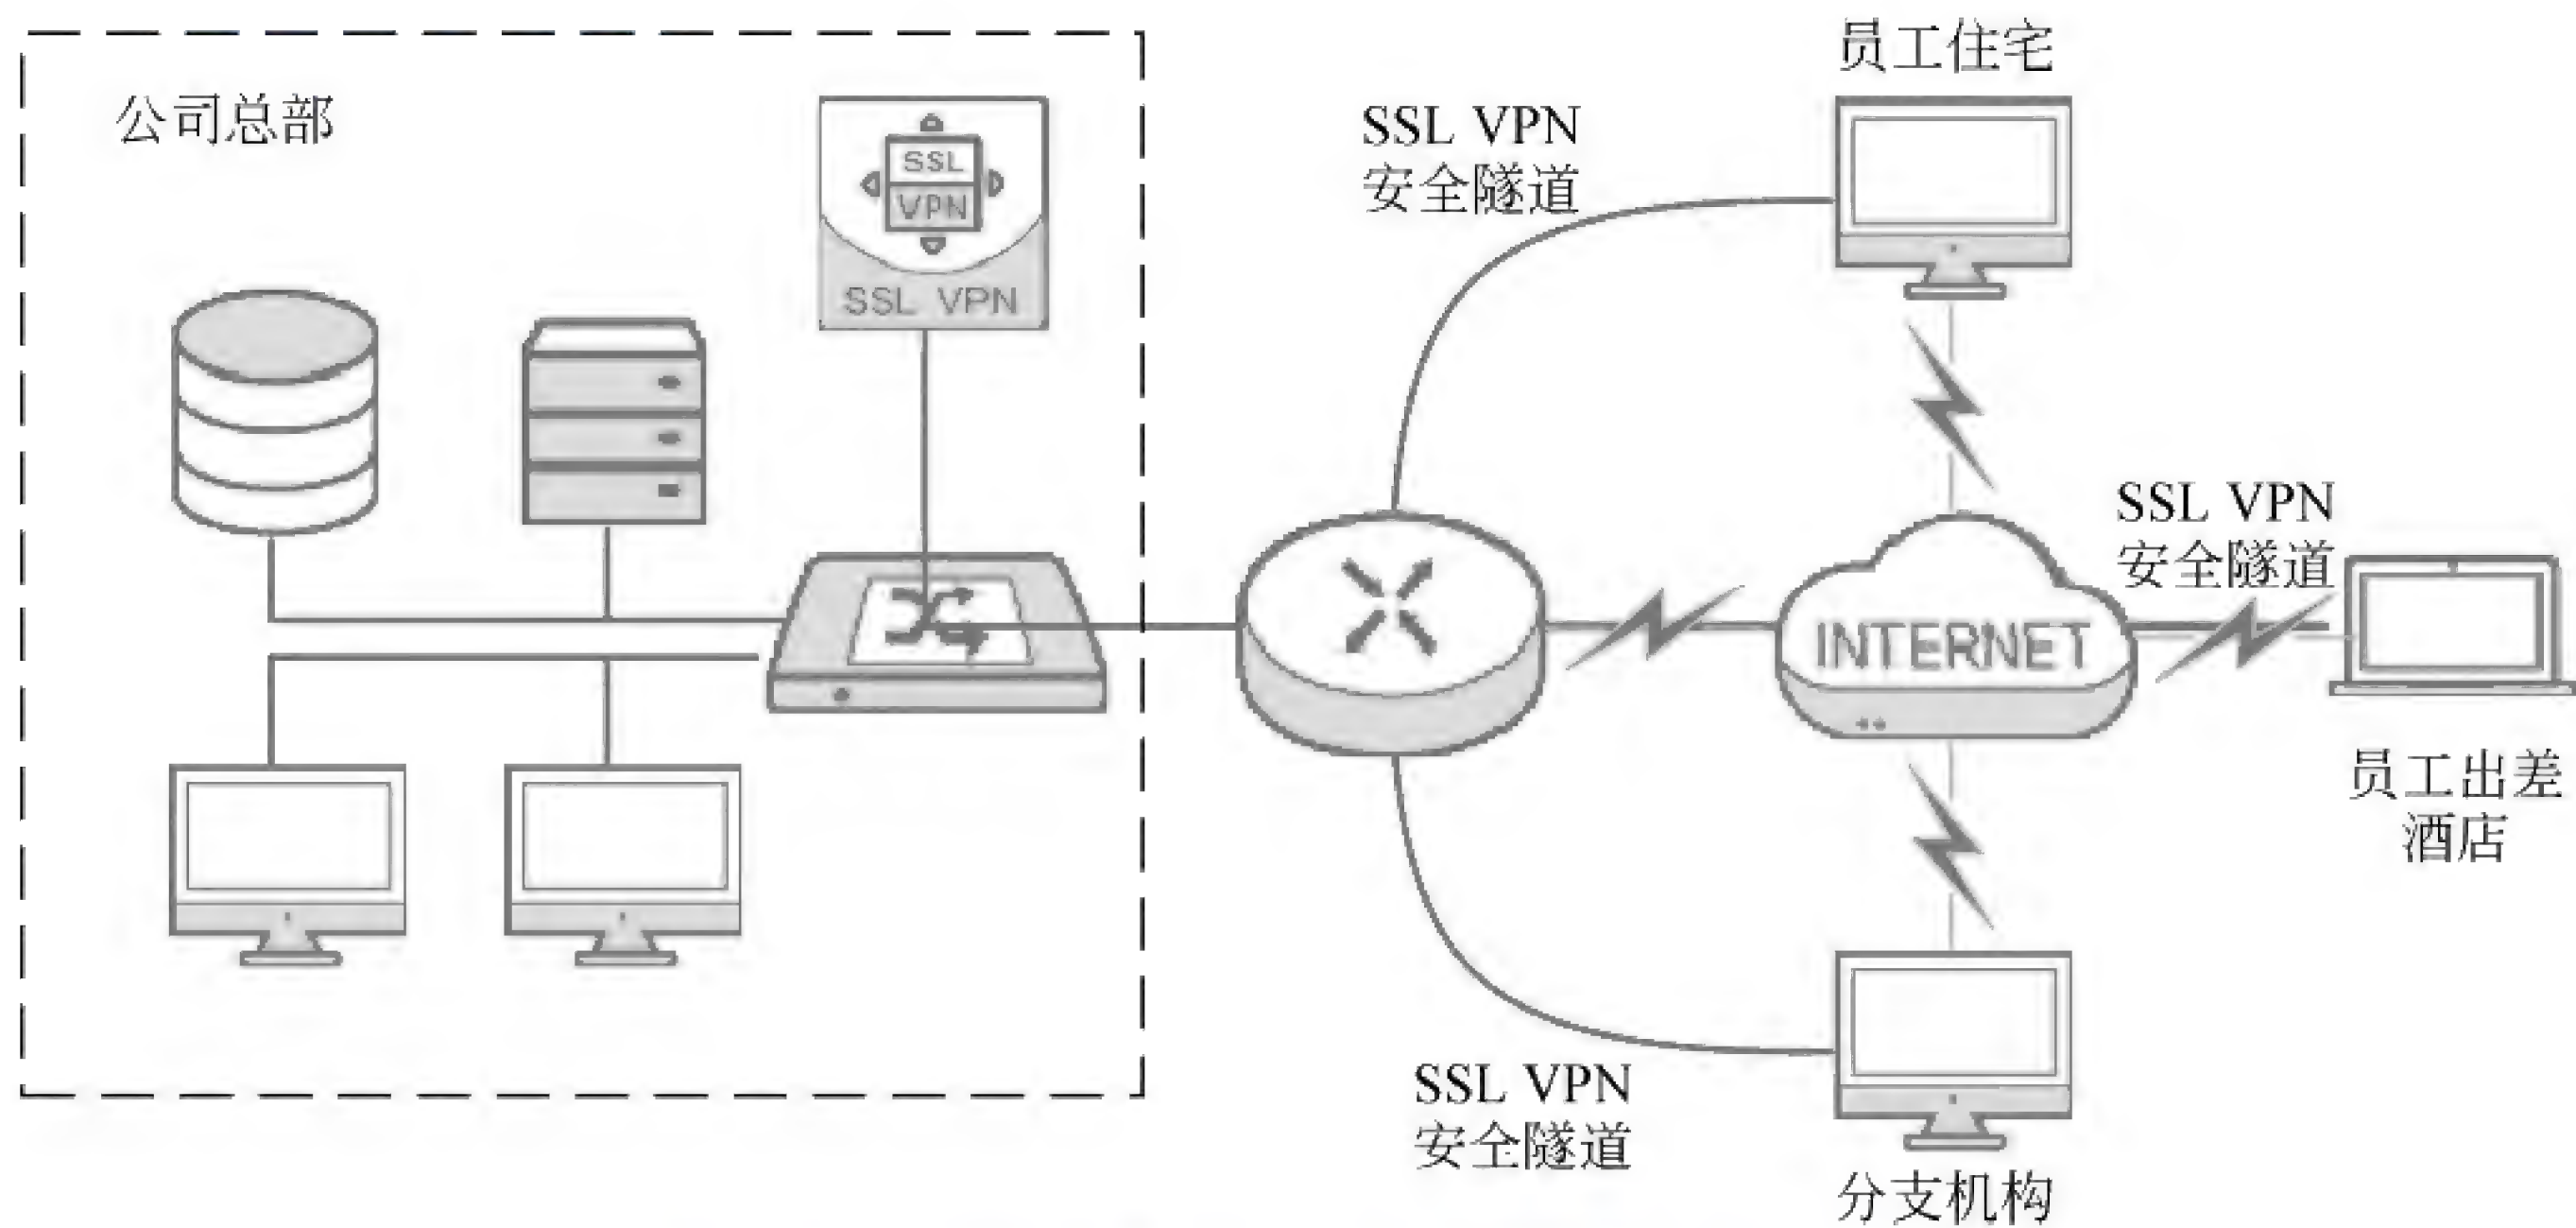 公司总部
SSL
VPN
SSL VPN
SSL VPN
安全隧道
员工住宅
INTERNET
SSL VPN
安全隧道
员工出差
酒店
SSL VPN
安全隧道
分支机构